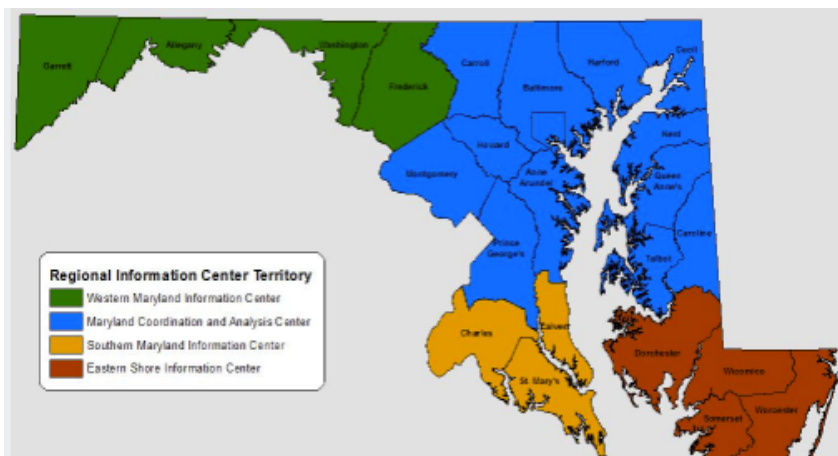 Garrett
Allegany
Washington
Frederick
Carroll
Baltimore
Harford
Cecil
Howard
Montgomery
Anne
Arundel
Kent
Queen
Anne's
Prince
George's
Talbot
Caroline
Charles
Calvert
St. Mary's
Dorchester
Wicomico
Somerset
Worcester
Regional Information Center Territory
Western Maryland Information Center
Maryland Coordination and Analysis Center
Southern Maryland Information Center
Eastern Shore Information Center